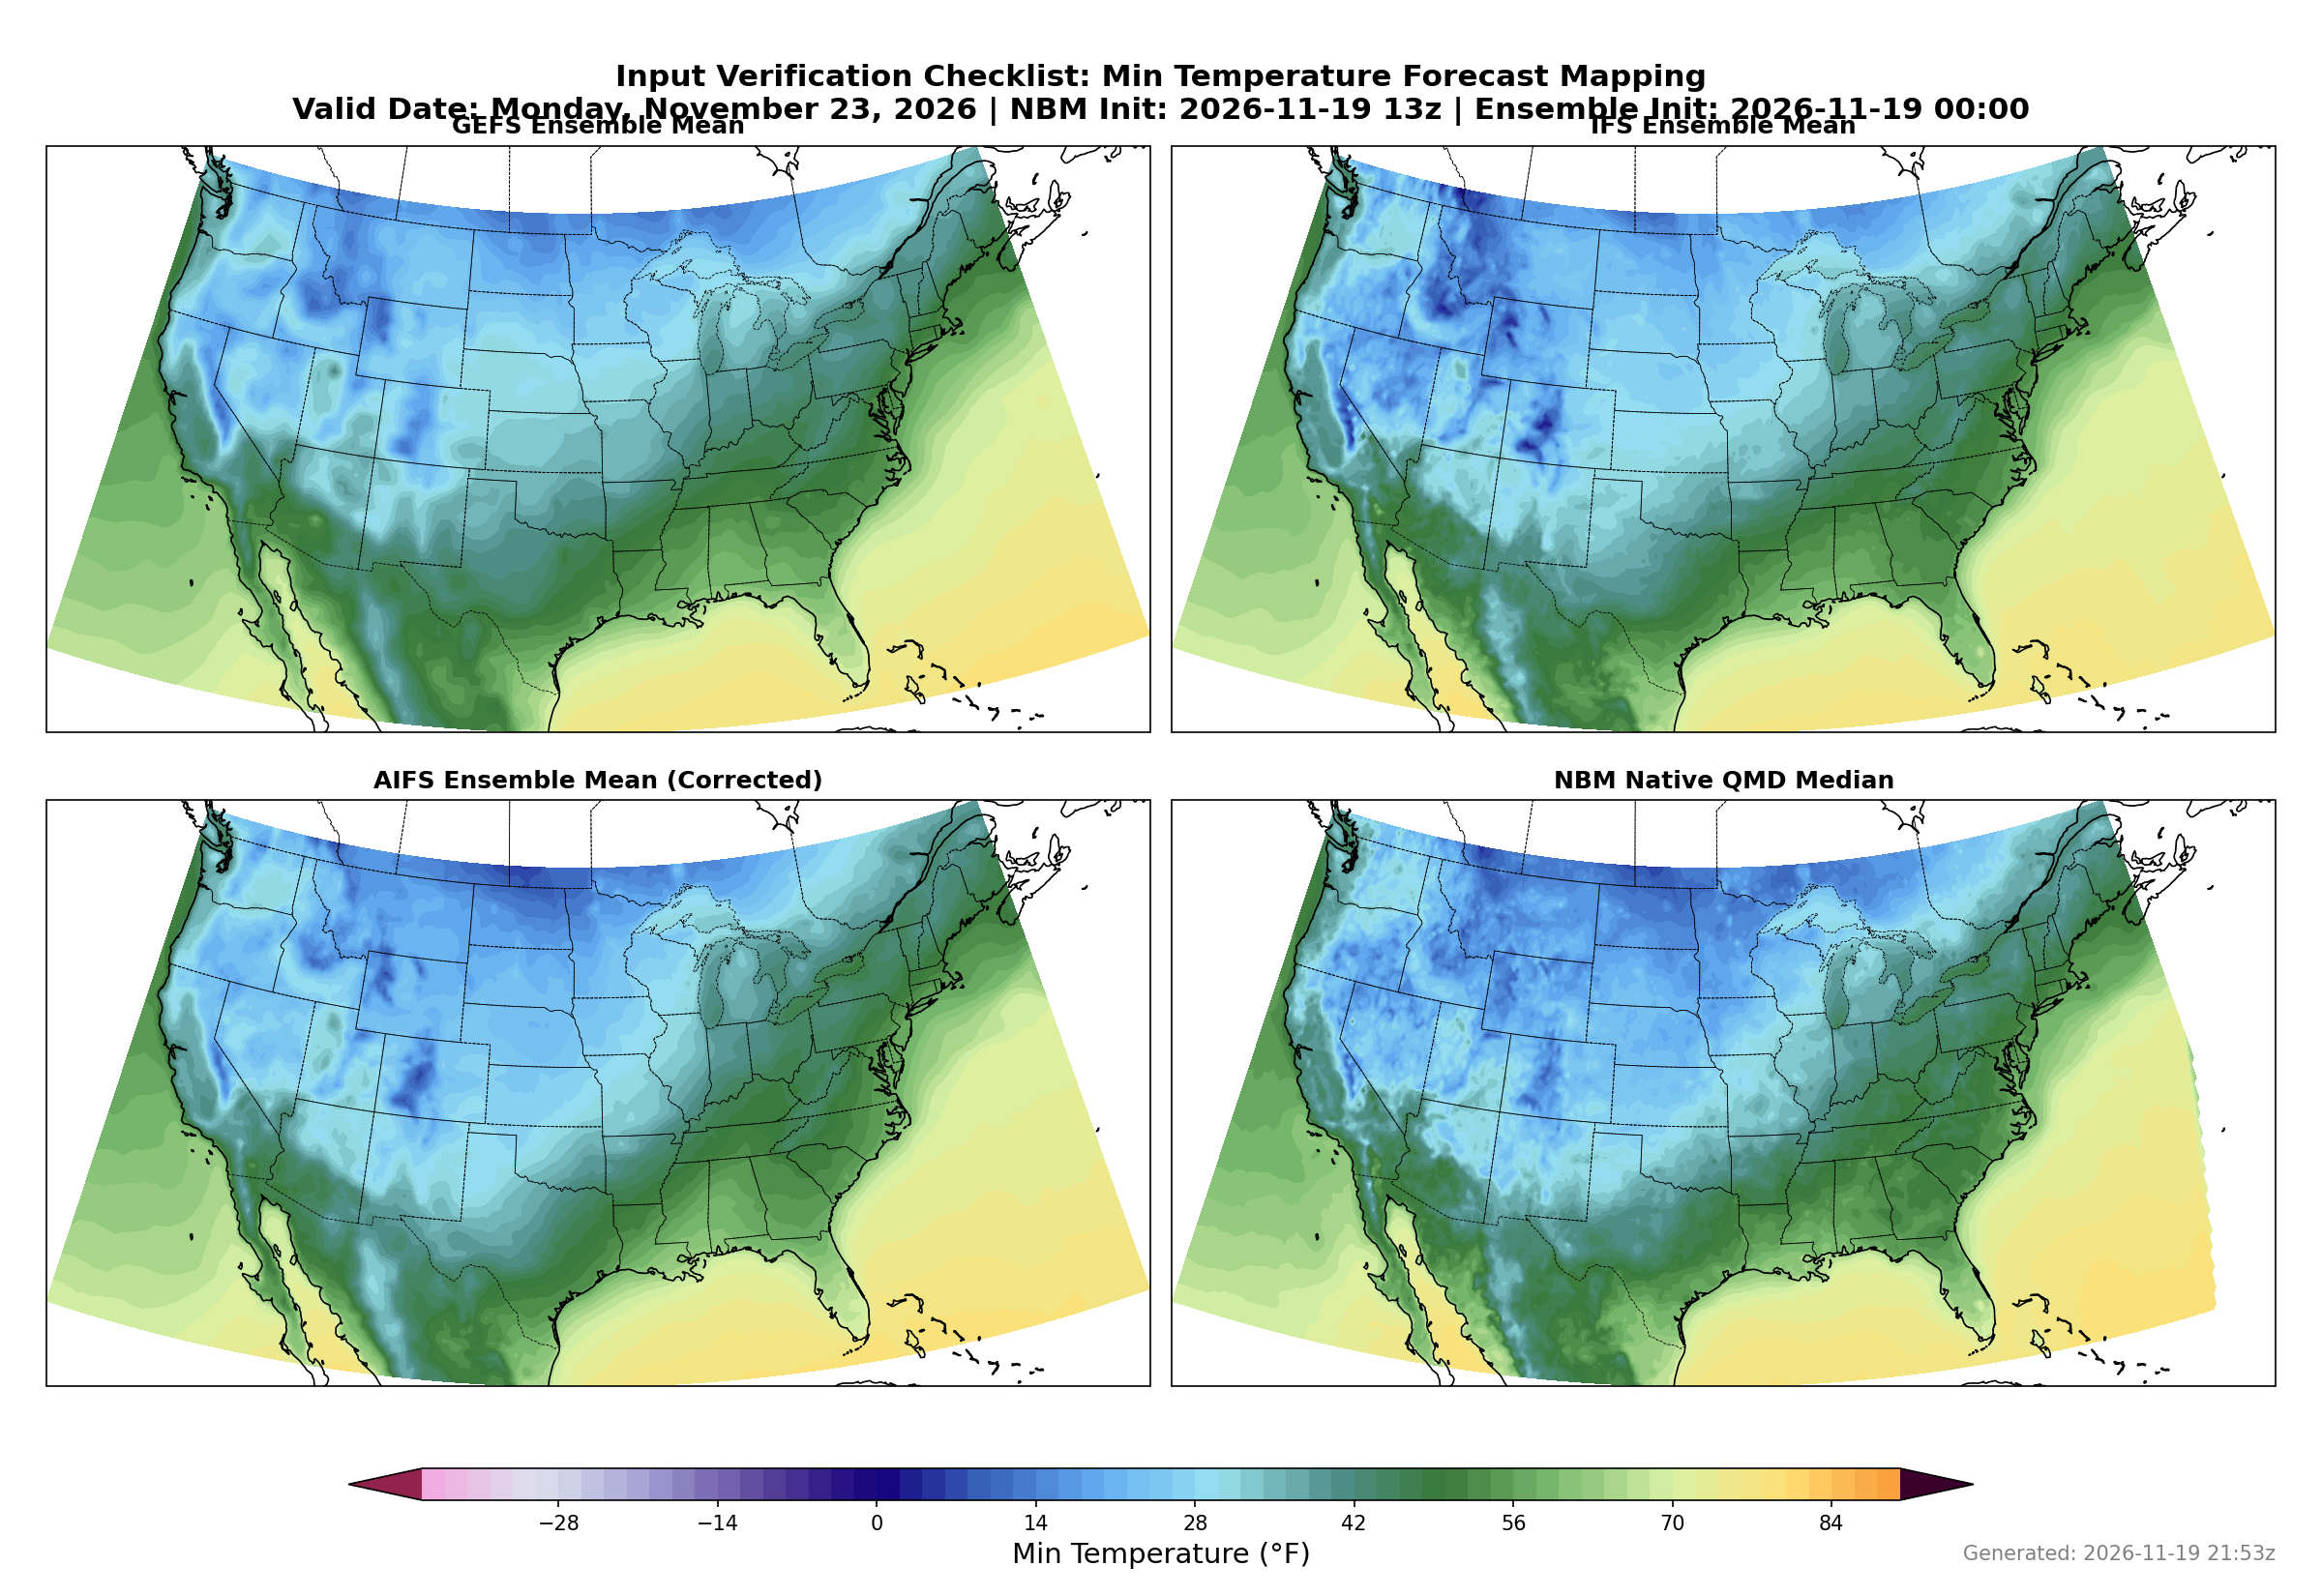 Input Verification Checklist: Min Temperature Forecast Mapping
Valid Date: Monday, November 23, 2026 | NBM Init: 2026-11-19 13z | Ensemble Init: 2026-11-19 00:00
GEFS Ensemble Mean
IFS Ensemble Mean
AIFS Ensemble Mean (Corrected)
NBM Native QMD Median
−28 −14 0 14 28 42 56 70 84
Min Temperature (°F)
Generated: 2026-11-19 21:53z